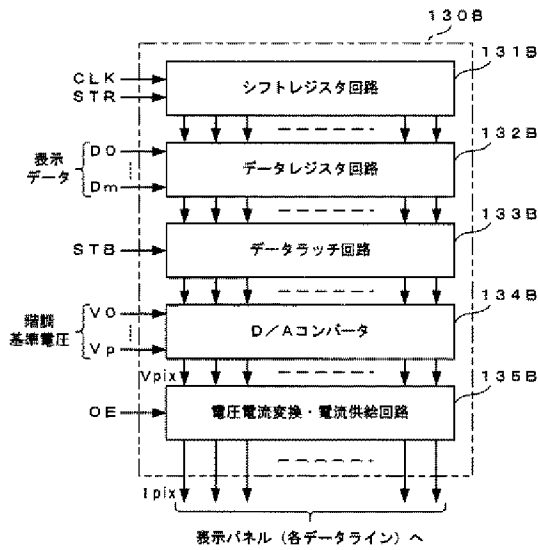 130B
131B
CLK
STR
シフトレジスタ回路
132B
表示
データ
D0
Dm
データレジスタ回路
133B
STB
データラッチ回路
134B
階調
基準電圧
V0
Vp
D/Aコンバータ
Vpix
135B
OE
電圧電流変換・電流供給回路
Ipix
表示パネル(各データライン)へ